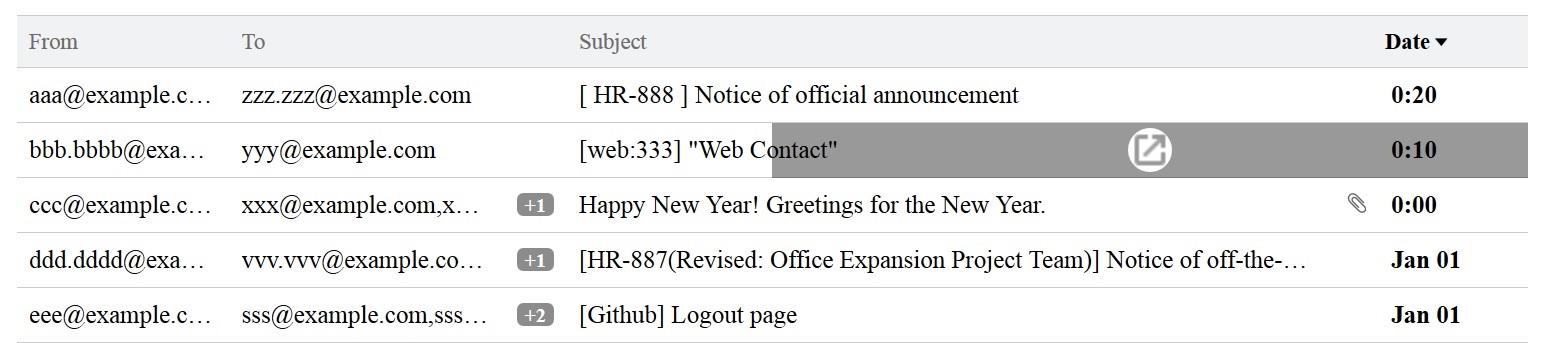 From To Subject Date
aaa@example.c… zzz.zzz@example.com [ HR-888 ] Notice of official announcement 0:20
bbb.bbbb@exa… yyy@example.com [web:333] "Web Contact" 0:10
ccc@example.c… xxx@example.com,x… +1 Happy New Year! Greetings for the New Year. 0:00
ddd.dddd@exa… vvv.vvv@example.co… +1 [HR-887(Revised: Office Expansion Project Team)] Notice of off-the-… Jan 01
eee@example.c… sss@example.com,sss… +2 [Github] Logout page Jan 01